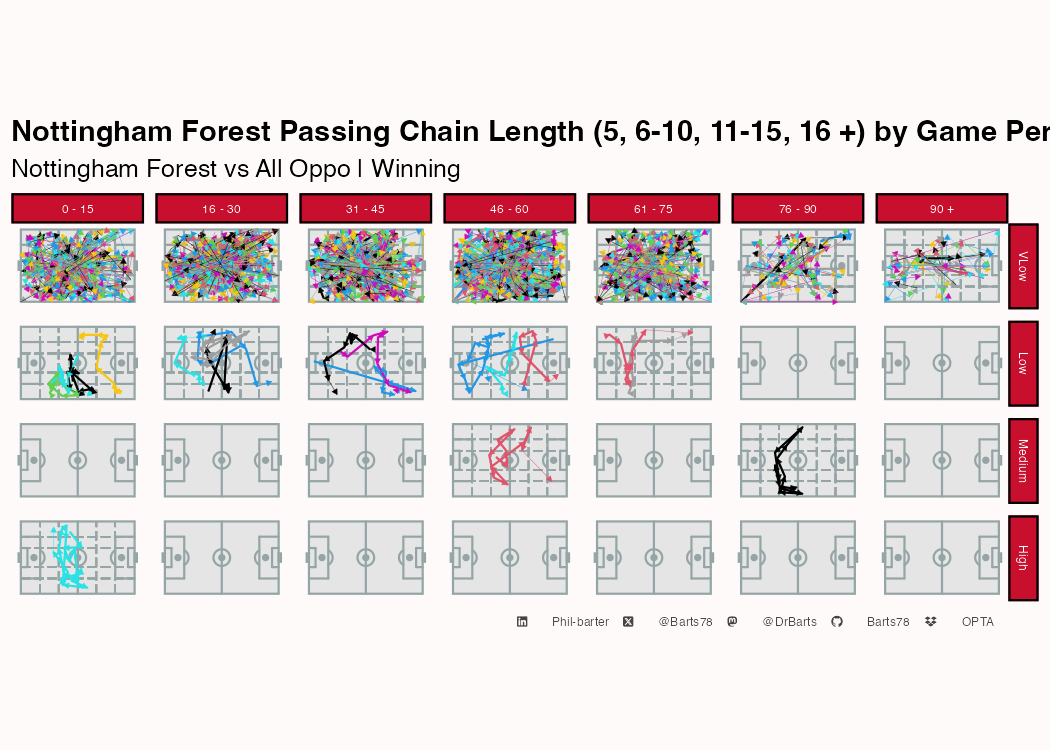 Nottingham Forest Passing Chain Length (5, 6-10, 11-15, 16 +) by Game Per
Nottingham Forest vs All Oppo | Winning
0 - 15
16 - 30
31 - 45
46 - 60
61 - 75
76 - 90
90 +
VLow
Low
Medium
High
Phil-barter @Barts78 @DrBarts Barts78 OPTA